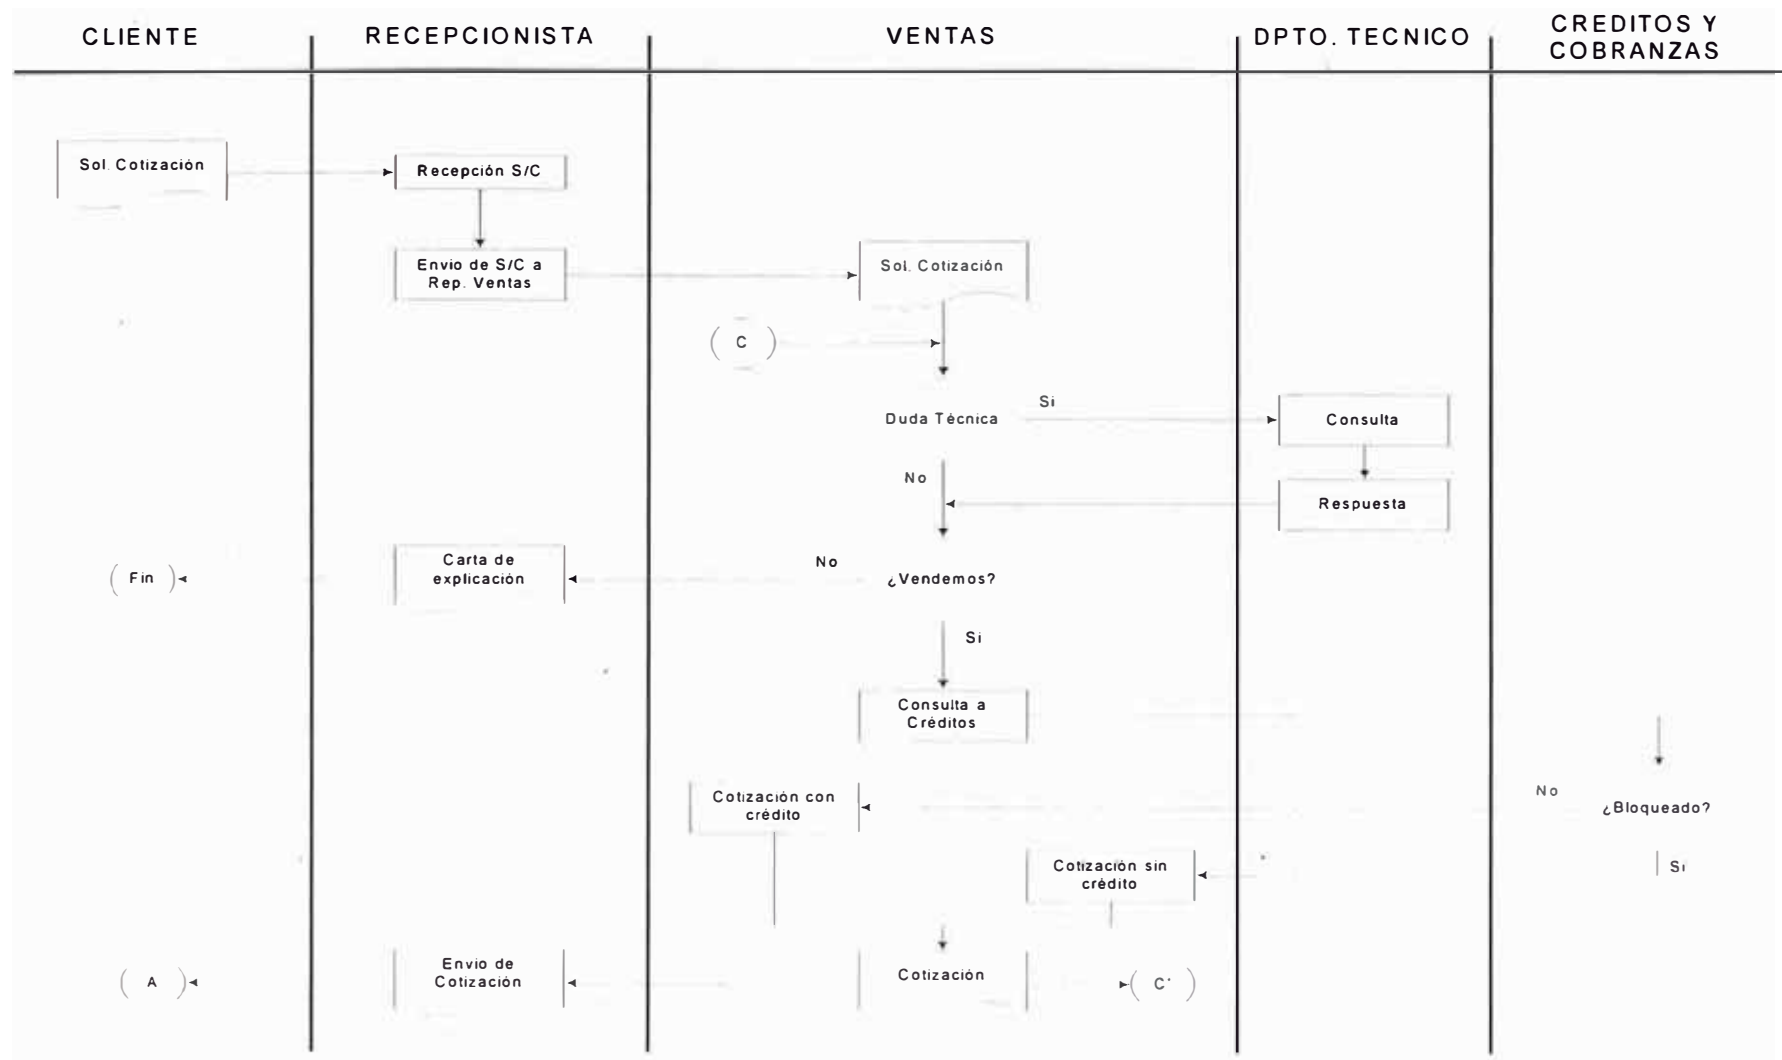 CLIENTE
RECEPCIONISTA
VENTAS
DPTO. TECNICO
CREDITOS Y
COBRANZAS
Sol. Cotización
Recepción S/C
Envio de S/C a
Rep. Ventas
Sol. Cotización
C
Duda Técnica
Si
Consulta
No
Respuesta
Fin
Carta de
explicación
No
¿Vendemos?
Si
Consulta a
Créditos
Cotización con
crédito
No
¿Bloqueado?
Cotización sin
crédito
Si
A
Envio de
Cotización
Cotización
C'